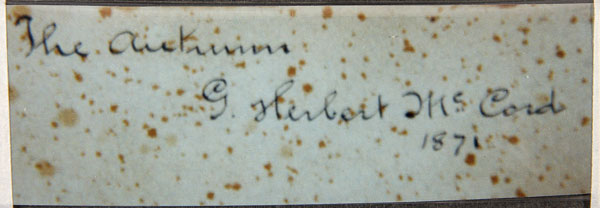 The Autumn
G. Herbert McCord
1871